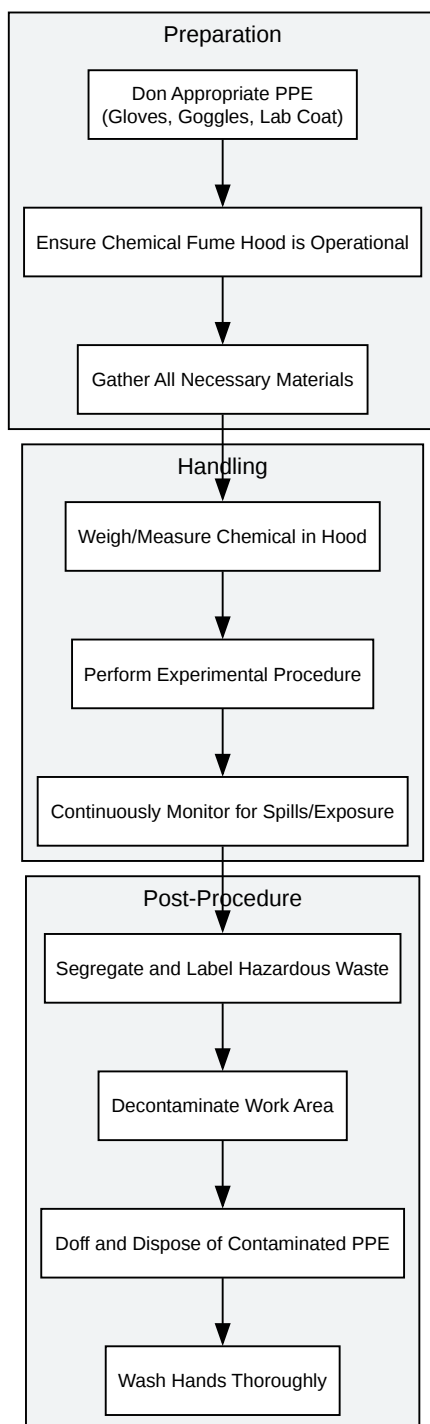 Preparation
Don Appropriate PPE
(Gloves, Goggles, Lab Coat)
Ensure Chemical Fume Hood is Operational
Gather All Necessary Materials
Handling
Weigh/Measure Chemical in Hood
Perform Experimental Procedure
Continuously Monitor for Spills/Exposure
Post-Procedure
Segregate and Label Hazardous Waste
Decontaminate Work Area
Doff and Dispose of Contaminated PPE
Wash Hands Thoroughly